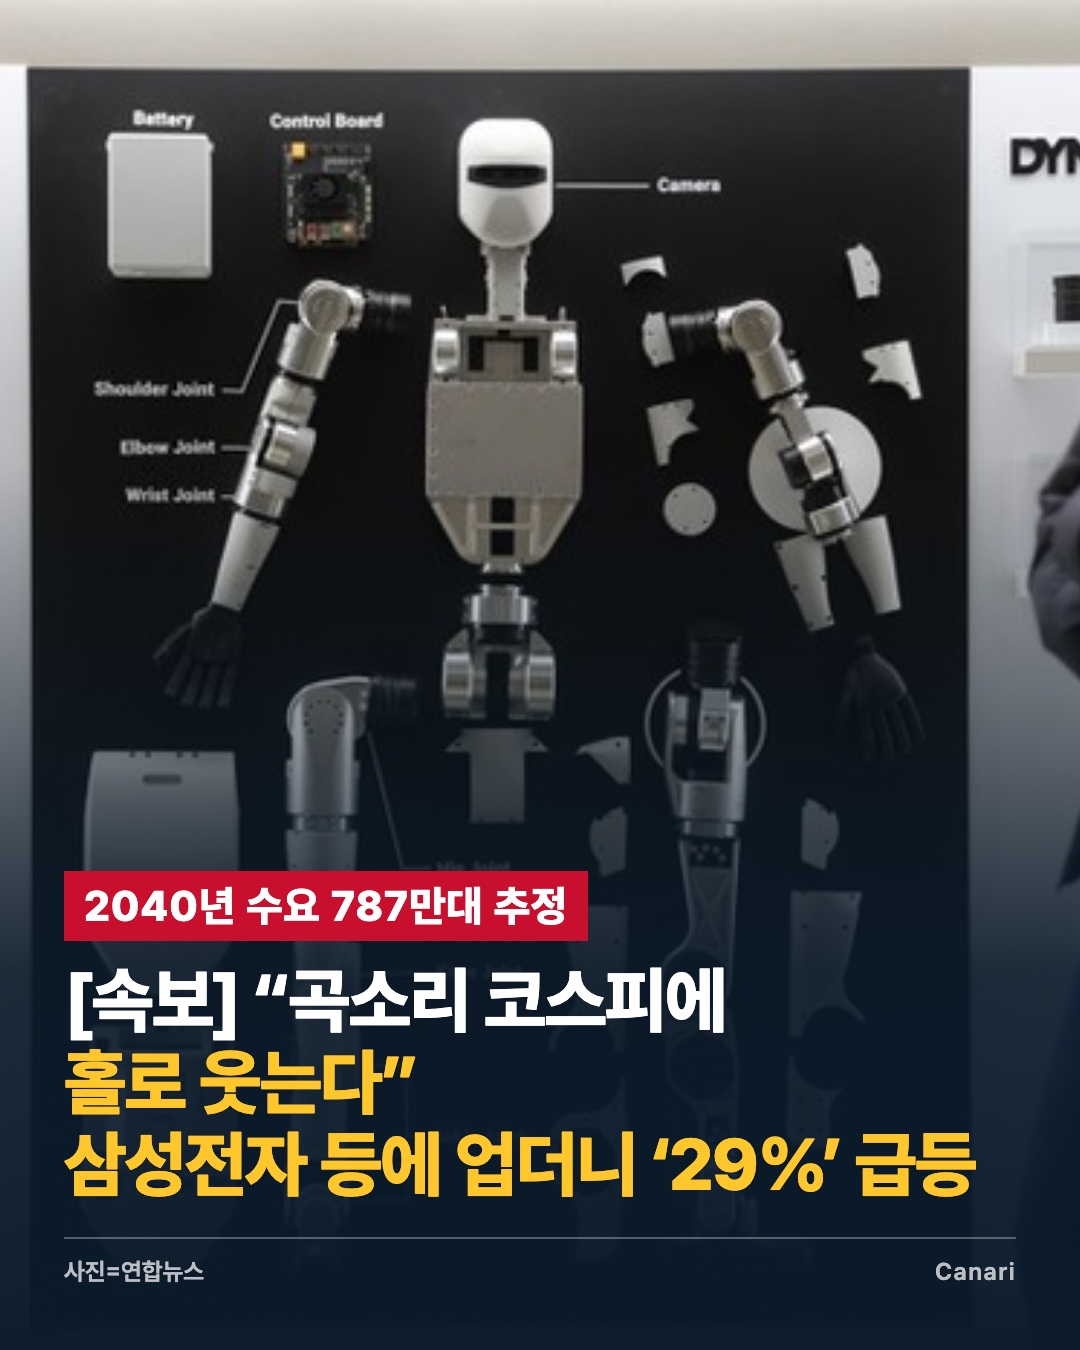 Battery
Control Board
Camera
DYN
Shoulder Joint
Elbow Joint
Wrist Joint
Hip Joint
2040년 수요 787만대 추정
[속보] “곡소리 코스피에
홀로 웃는다”
삼성전자 등에 업더니 ‘29%’ 급등
사진=연합뉴스
Canari